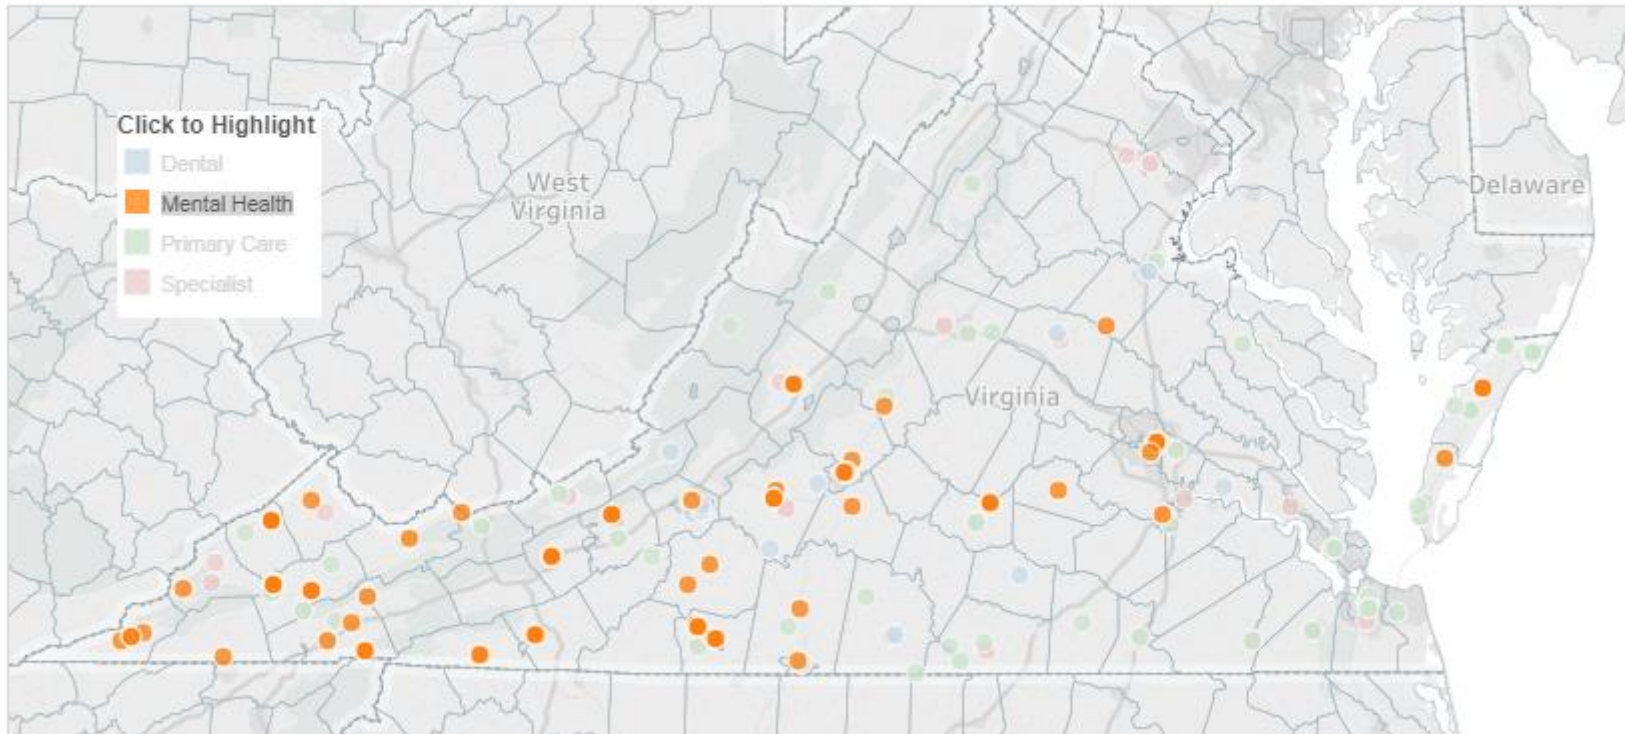 Click to Highlight
Dental
Mental Health
Primary Care
Specialist
West
Virginia
Delaware
Virginia